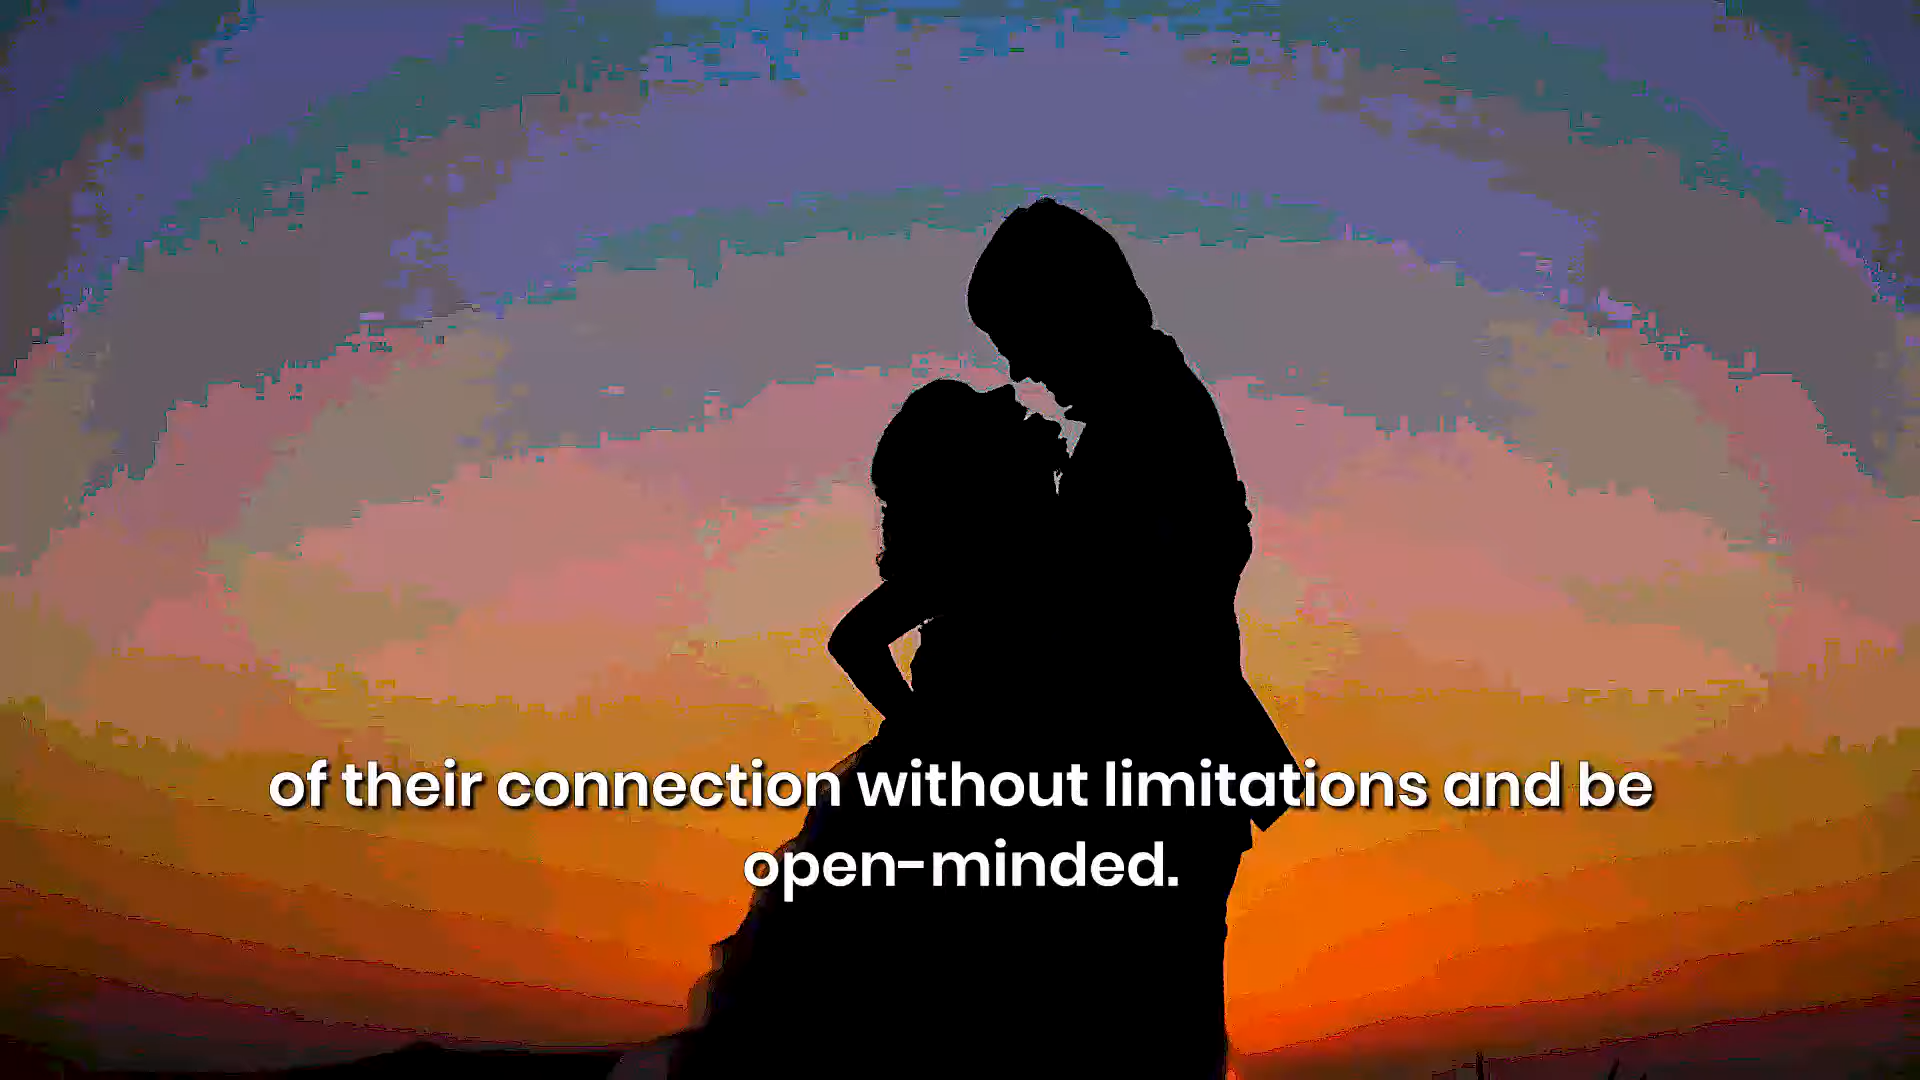 of their connection without limitations and be
open-minded.